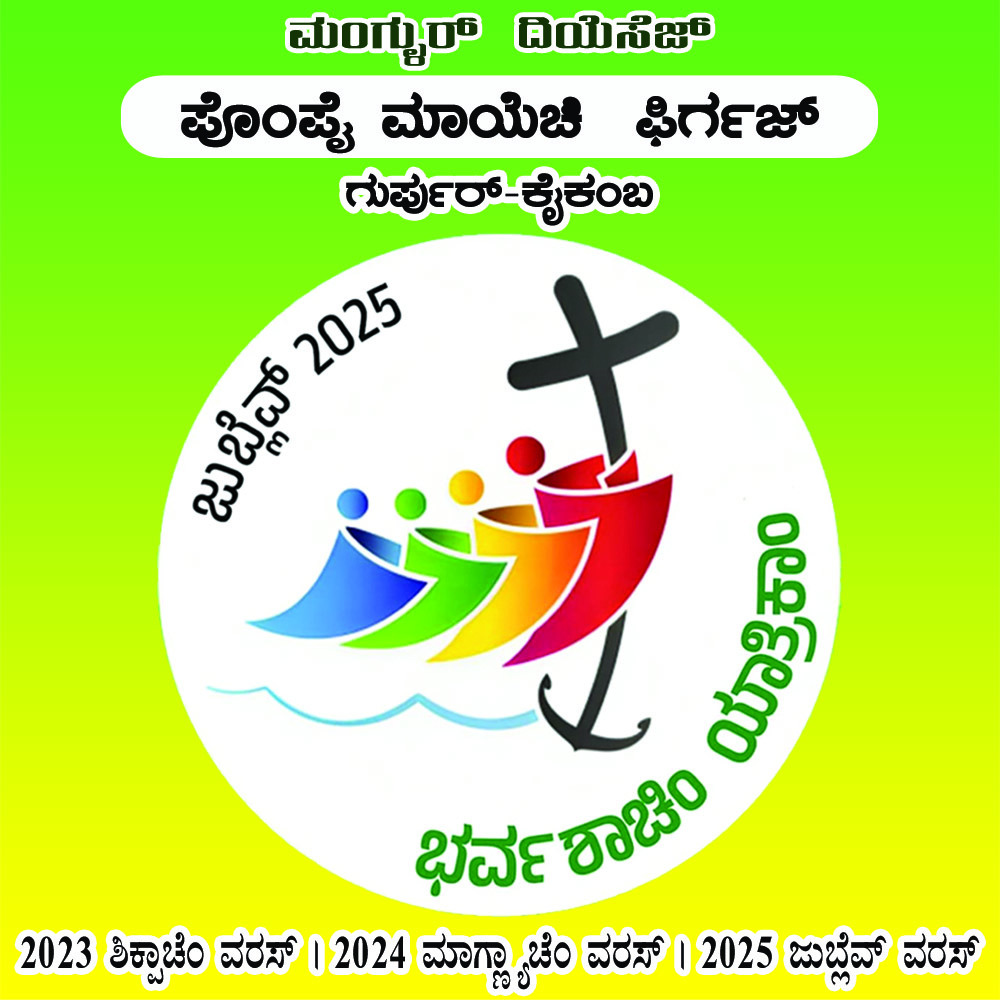 ಮಂಗ್ಳುರ್ ದಿಯೆಸೆಜ್
ಪೊಂಪೈ ಮಾಯೆಚಿ ಫಿರ್ಗಜ್
ಗುರ್ಪುರ್-ಕೈಕಂಬ
ಜುಬ್ಲೆವ್ 2025
ಭರ್ವಶಾಚಿಂ ಯಾತ್ರಿಕಾಂ
2023 ಶಿಕ್ಪಾಚೆಂ ವರಸ್ । 2024 ಮಾಗ್ಣ್ಯಾಚೆಂ ವರಸ್ । 2025 ಜುಬ್ಲೆವ್ ವರಸ್